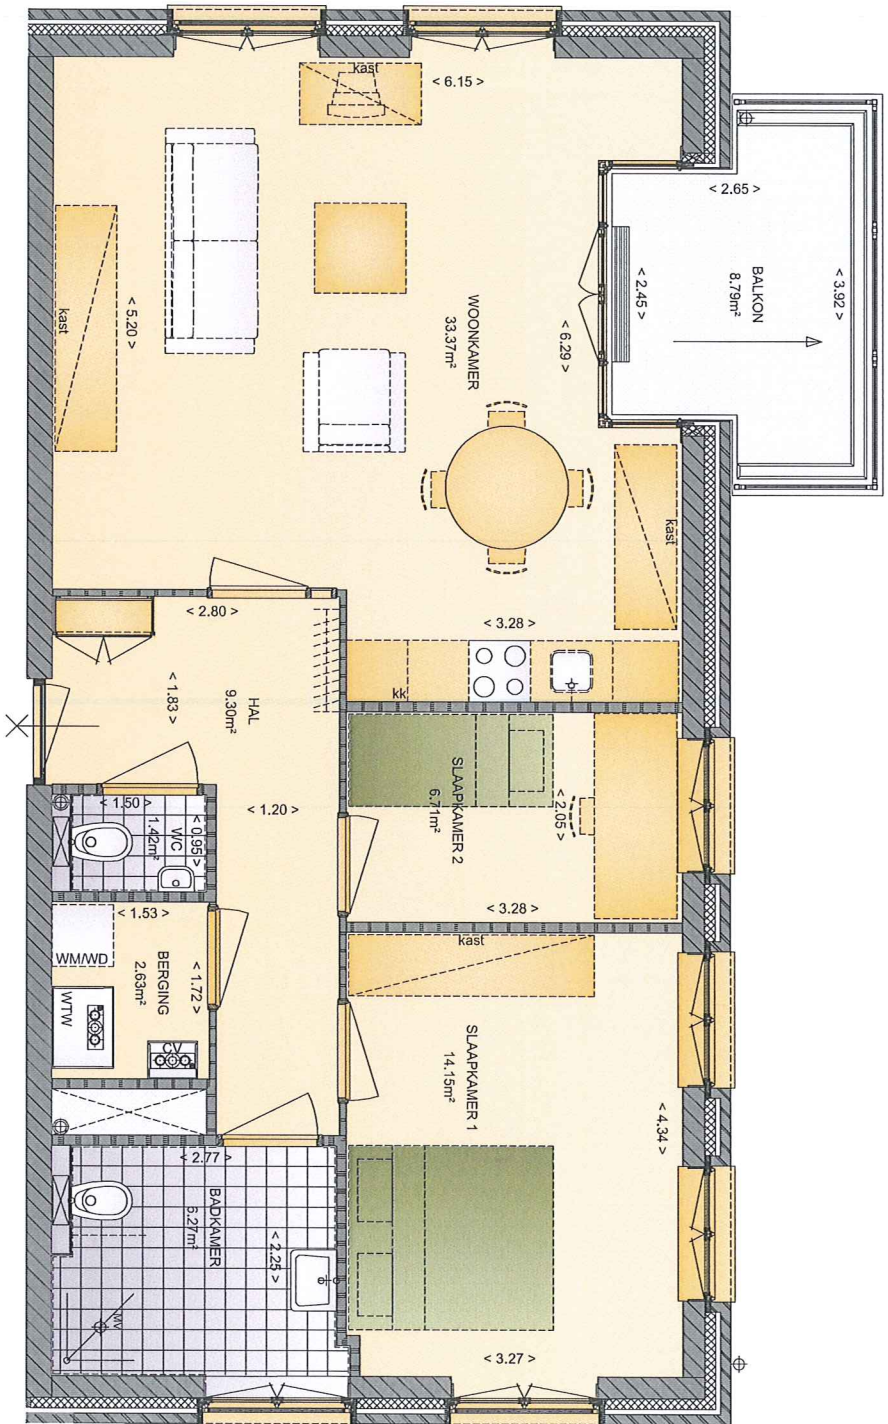 kast
< 6.15 >
< 2.65 >
BALKON
8.79m²
< 3.92 >
< 2.45 >
< 6.29 >
WOONKAMER
33.37m²
kast
< 5.20 >
kast
< 2.80 >
< 3.28 >
kk
HAL
9.30m²
< 1.83 >
< 1.20 >
SLAAPKAMER 2
6.71m²
< 2.05 >
< 3.28 >
< 1.50 >
< 0.95 >
WC
1.42m²
< 1.53 >
WM/WD
BERGING
2.63m²
< 1.72 >
WTW
CV
kast
SLAAPKAMER 1
14.15m²
< 4.34 >
< 3.27 >
< 2.77 >
BADKAMER
6.27m²
< 2.25 >
MV